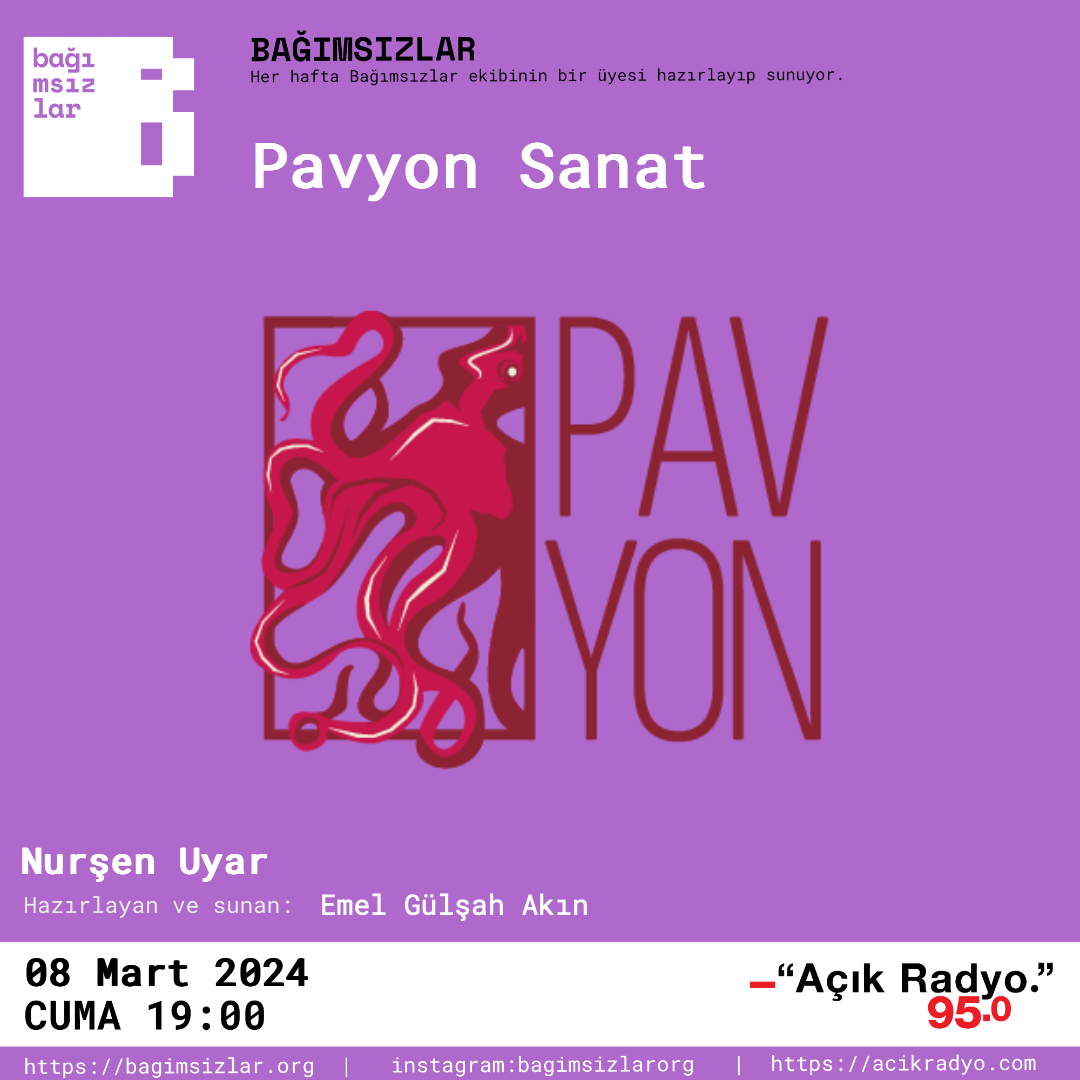 bağı
msız
lar
BAĞIMSIZLAR
Her hafta Bağımsızlar ekibinin bir üyesi hazırlayıp sunuyor.
Pavyon Sanat
PAV
YON
Nurşen Uyar
Hazırlayan ve sunan: Emel Gülşah Akın
08 Mart 2024
CUMA 19:00
“Açık Radyo.”
95.0
https://bagimsizlar.org | instagram:bagimsizlarorg | https://acikradyo.com